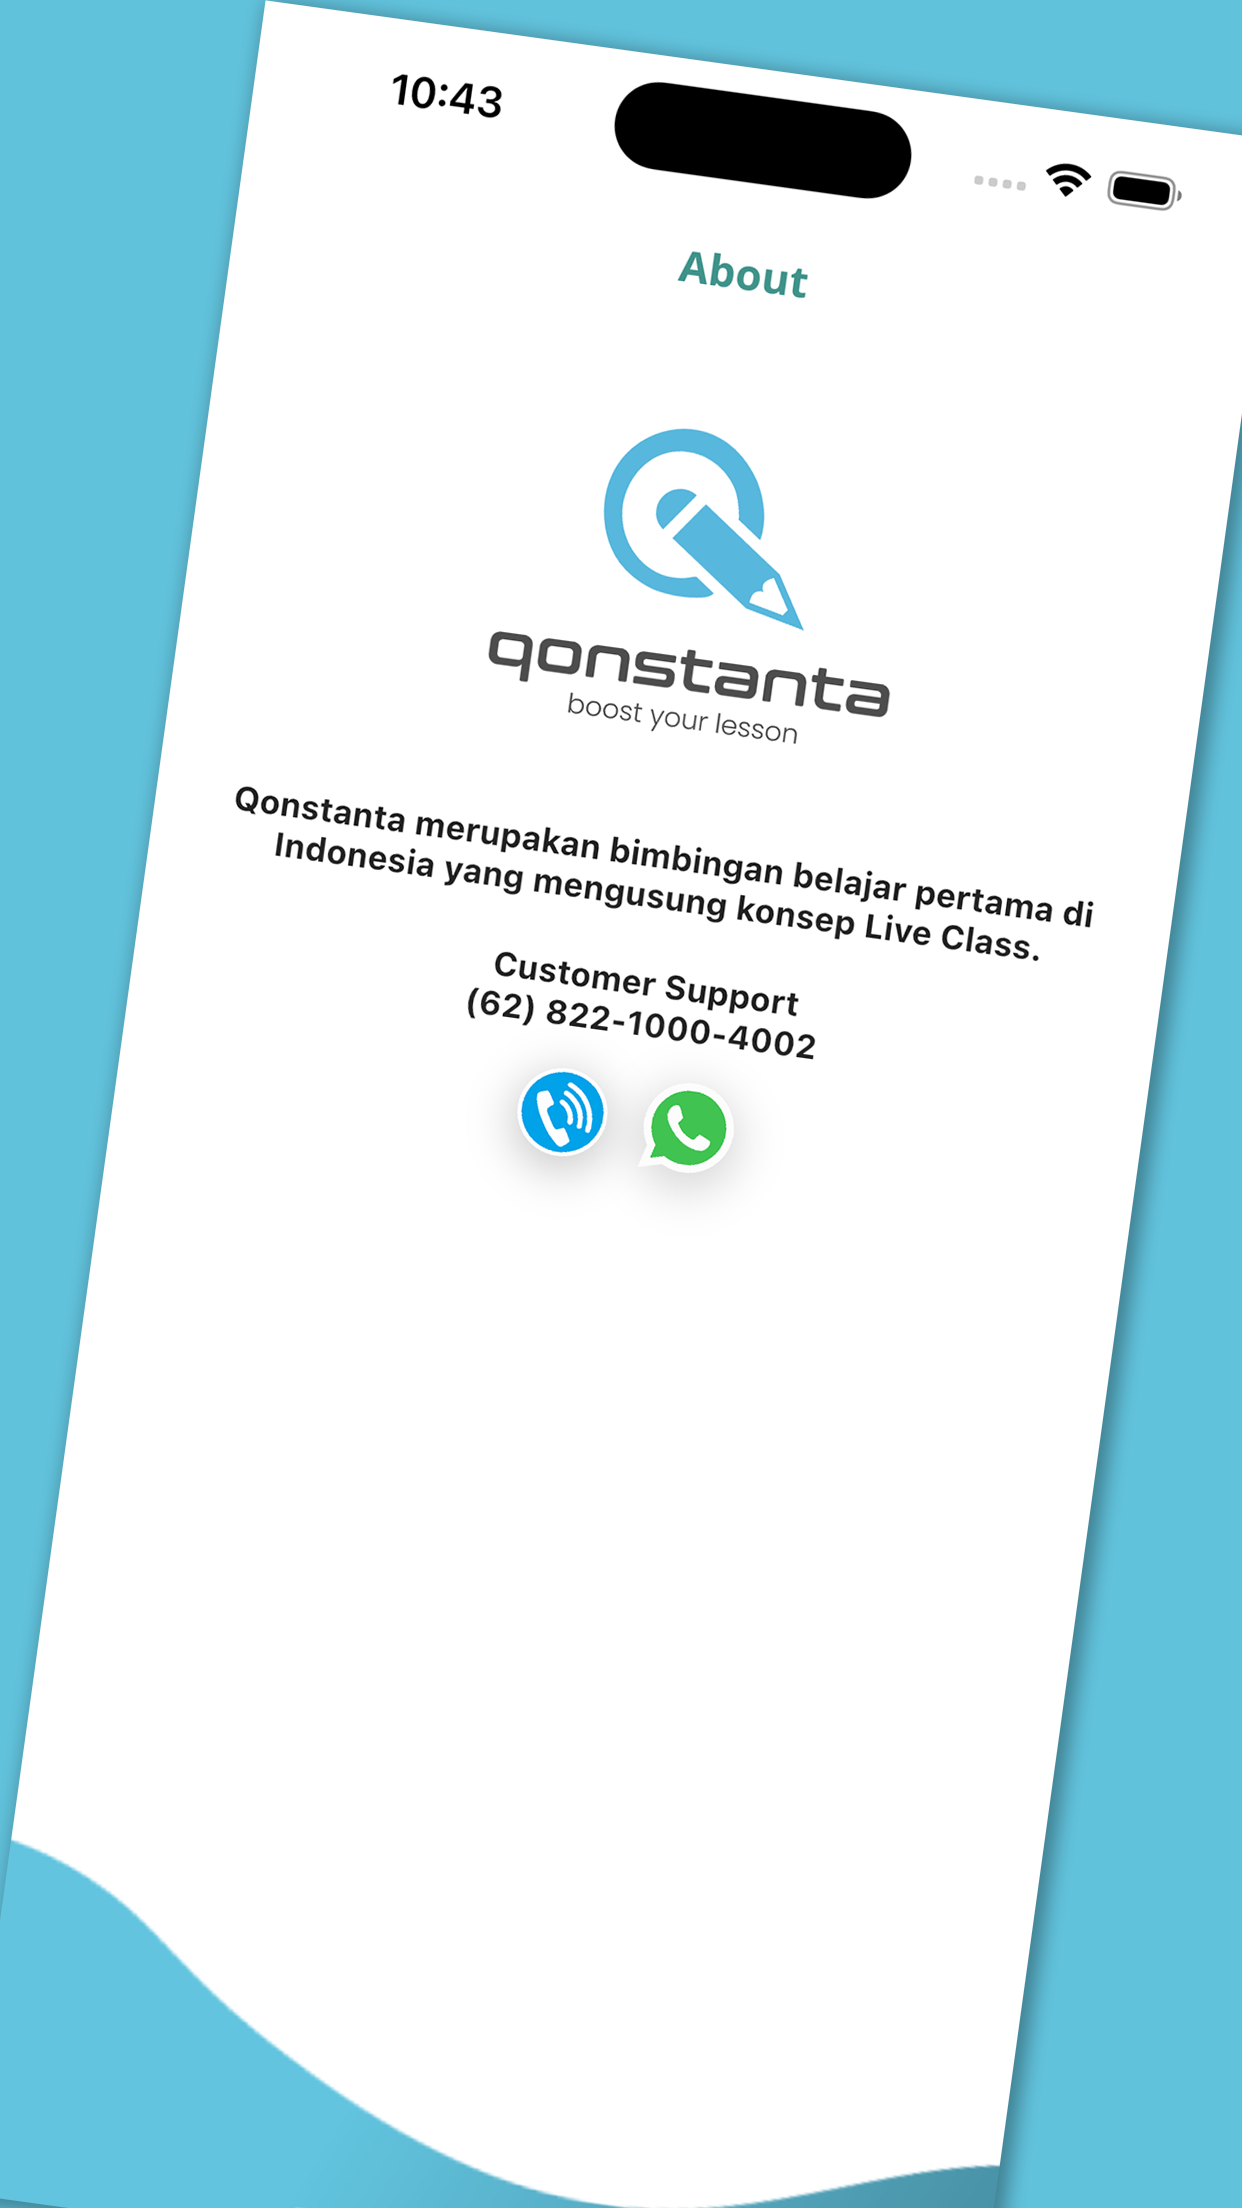 10:43
About
qonstanta
boost your lesson
Qonstanta merupakan bimbingan belajar pertama di
Indonesia yang mengusung konsep Live Class.
Customer Support
(62) 822-1000-4002